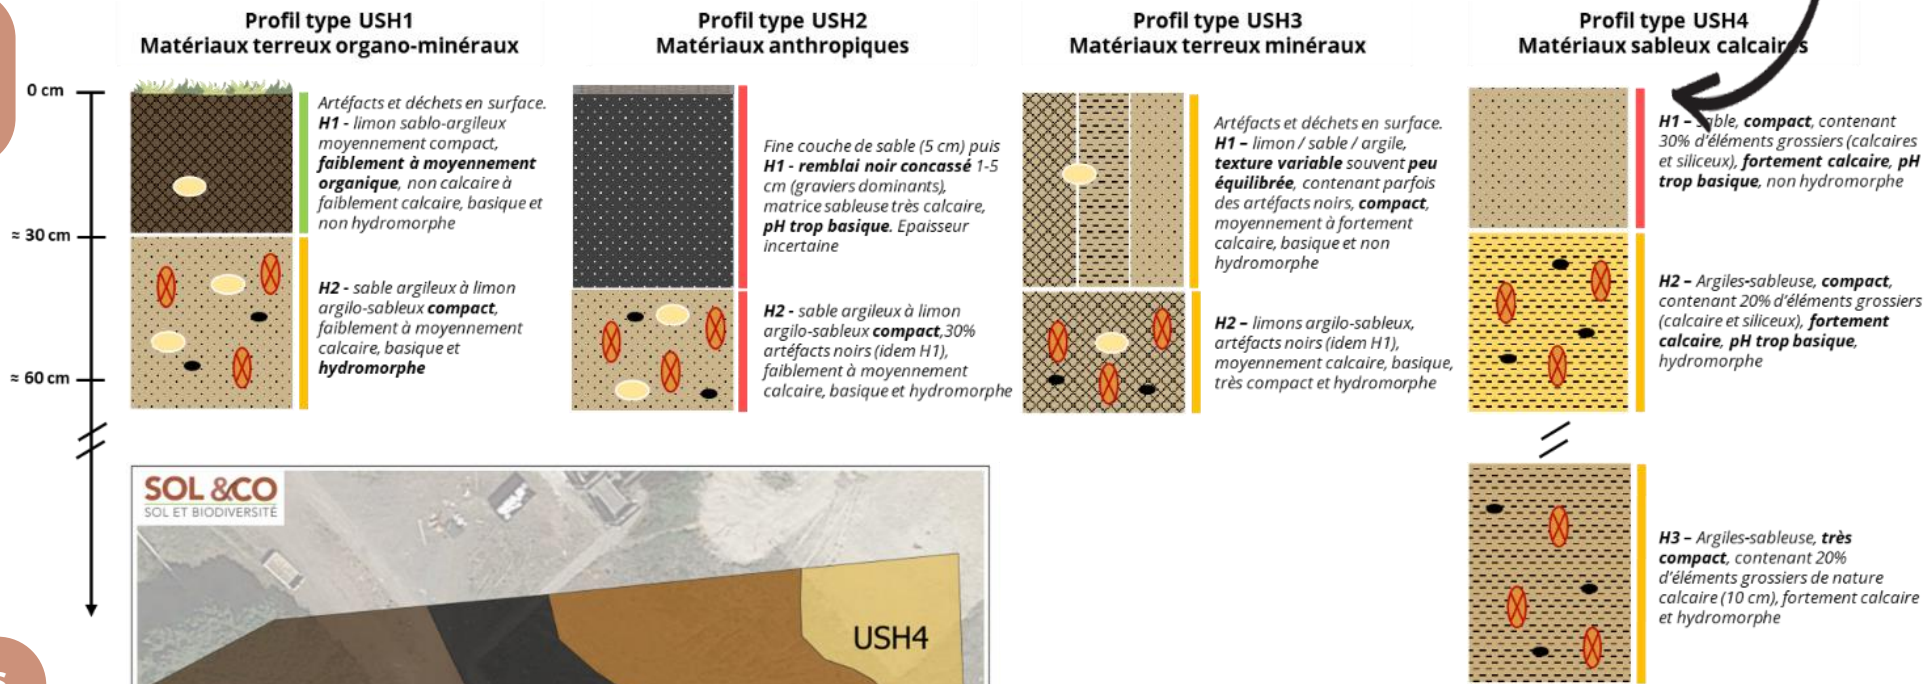 Profil type USH1
Matériaux terreux organo-minéraux
Profil type USH2
Matériaux anthropiques
Profil type USH3
Matériaux terreux minéraux
Profil type USH4
Matériaux sableux calcaires
0 cm
≈ 30 cm
≈ 60 cm
Artéfacts et déchets en surface.
H1 - limon sablo-argileux
moyennement compact,
faiblement à moyennement
organique, non calcaire à
faiblement calcaire, basique et
non hydromorphe
H2 - sable argileux à limon
argilo-sableux compact,
faiblement à moyennement
calcaire, basique et
hydromorphe
Fine couche de sable (5 cm) puis
H1 - remblai noir concassé 1-5
cm (graviers dominants),
matrice sableuse très calcaire,
pH trop basique. Epaisseur
incertaine
H2 - sable argileux à limon
argilo-sableux compact,30%
artéfacts noirs (idem H1),
faiblement à moyennement
calcaire, basique et hydromorphe
Artéfacts et déchets en surface.
H1 – limon / sable / argile,
texture variable souvent peu
équilibrée, contenant parfois
des artéfacts noirs, compact,
moyennement à fortement
calcaire, basique et non
hydromorphe
H2 – limons argilo-sableux,
artéfacts noirs (idem H1),
moyennement calcaire, basique,
très compact et hydromorphe
H1 – sable, compact, contenant
30% d'éléments grossiers (calcaires
et siliceux), fortement calcaire, pH
trop basique, non hydromorphe
H2 – Argiles-sableuse, compact,
contenant 20% d'éléments grossiers
(calcaire et siliceux), fortement
calcaire, pH trop basique,
hydromorphe
H3 – Argiles-sableuse, très
compact, contenant 20%
d'éléments grossiers de nature
calcaire (10 cm), fortement calcaire
et hydromorphe
SOL &CO
SOL ET BIODIVERSITÉ
USH4